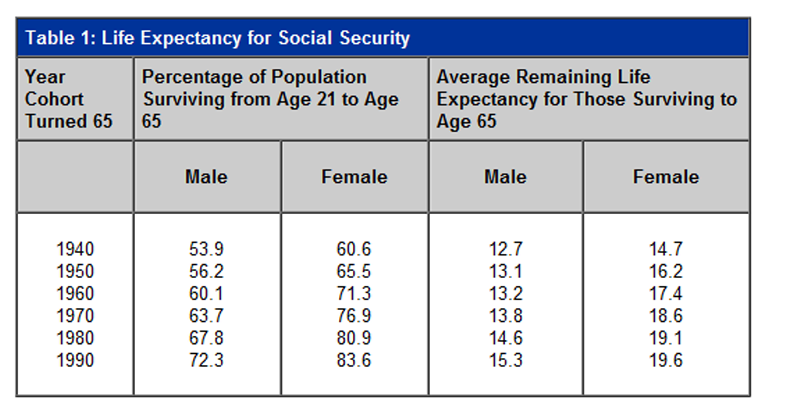 Table 1: Life Expectancy for Social Security
Year Cohort Turned 65 | Percentage of Population Surviving from Age 21 to Age 65 | Average Remaining Life Expectancy for Those Surviving to Age 65
Male Female Male Female
1940 53.9 60.6 12.7 14.7
1950 56.2 65.5 13.1 16.2
1960 60.1 71.3 13.2 17.4
1970 63.7 76.9 13.8 18.6
1980 67.8 80.9 14.6 19.1
1990 72.3 83.6 15.3 19.6